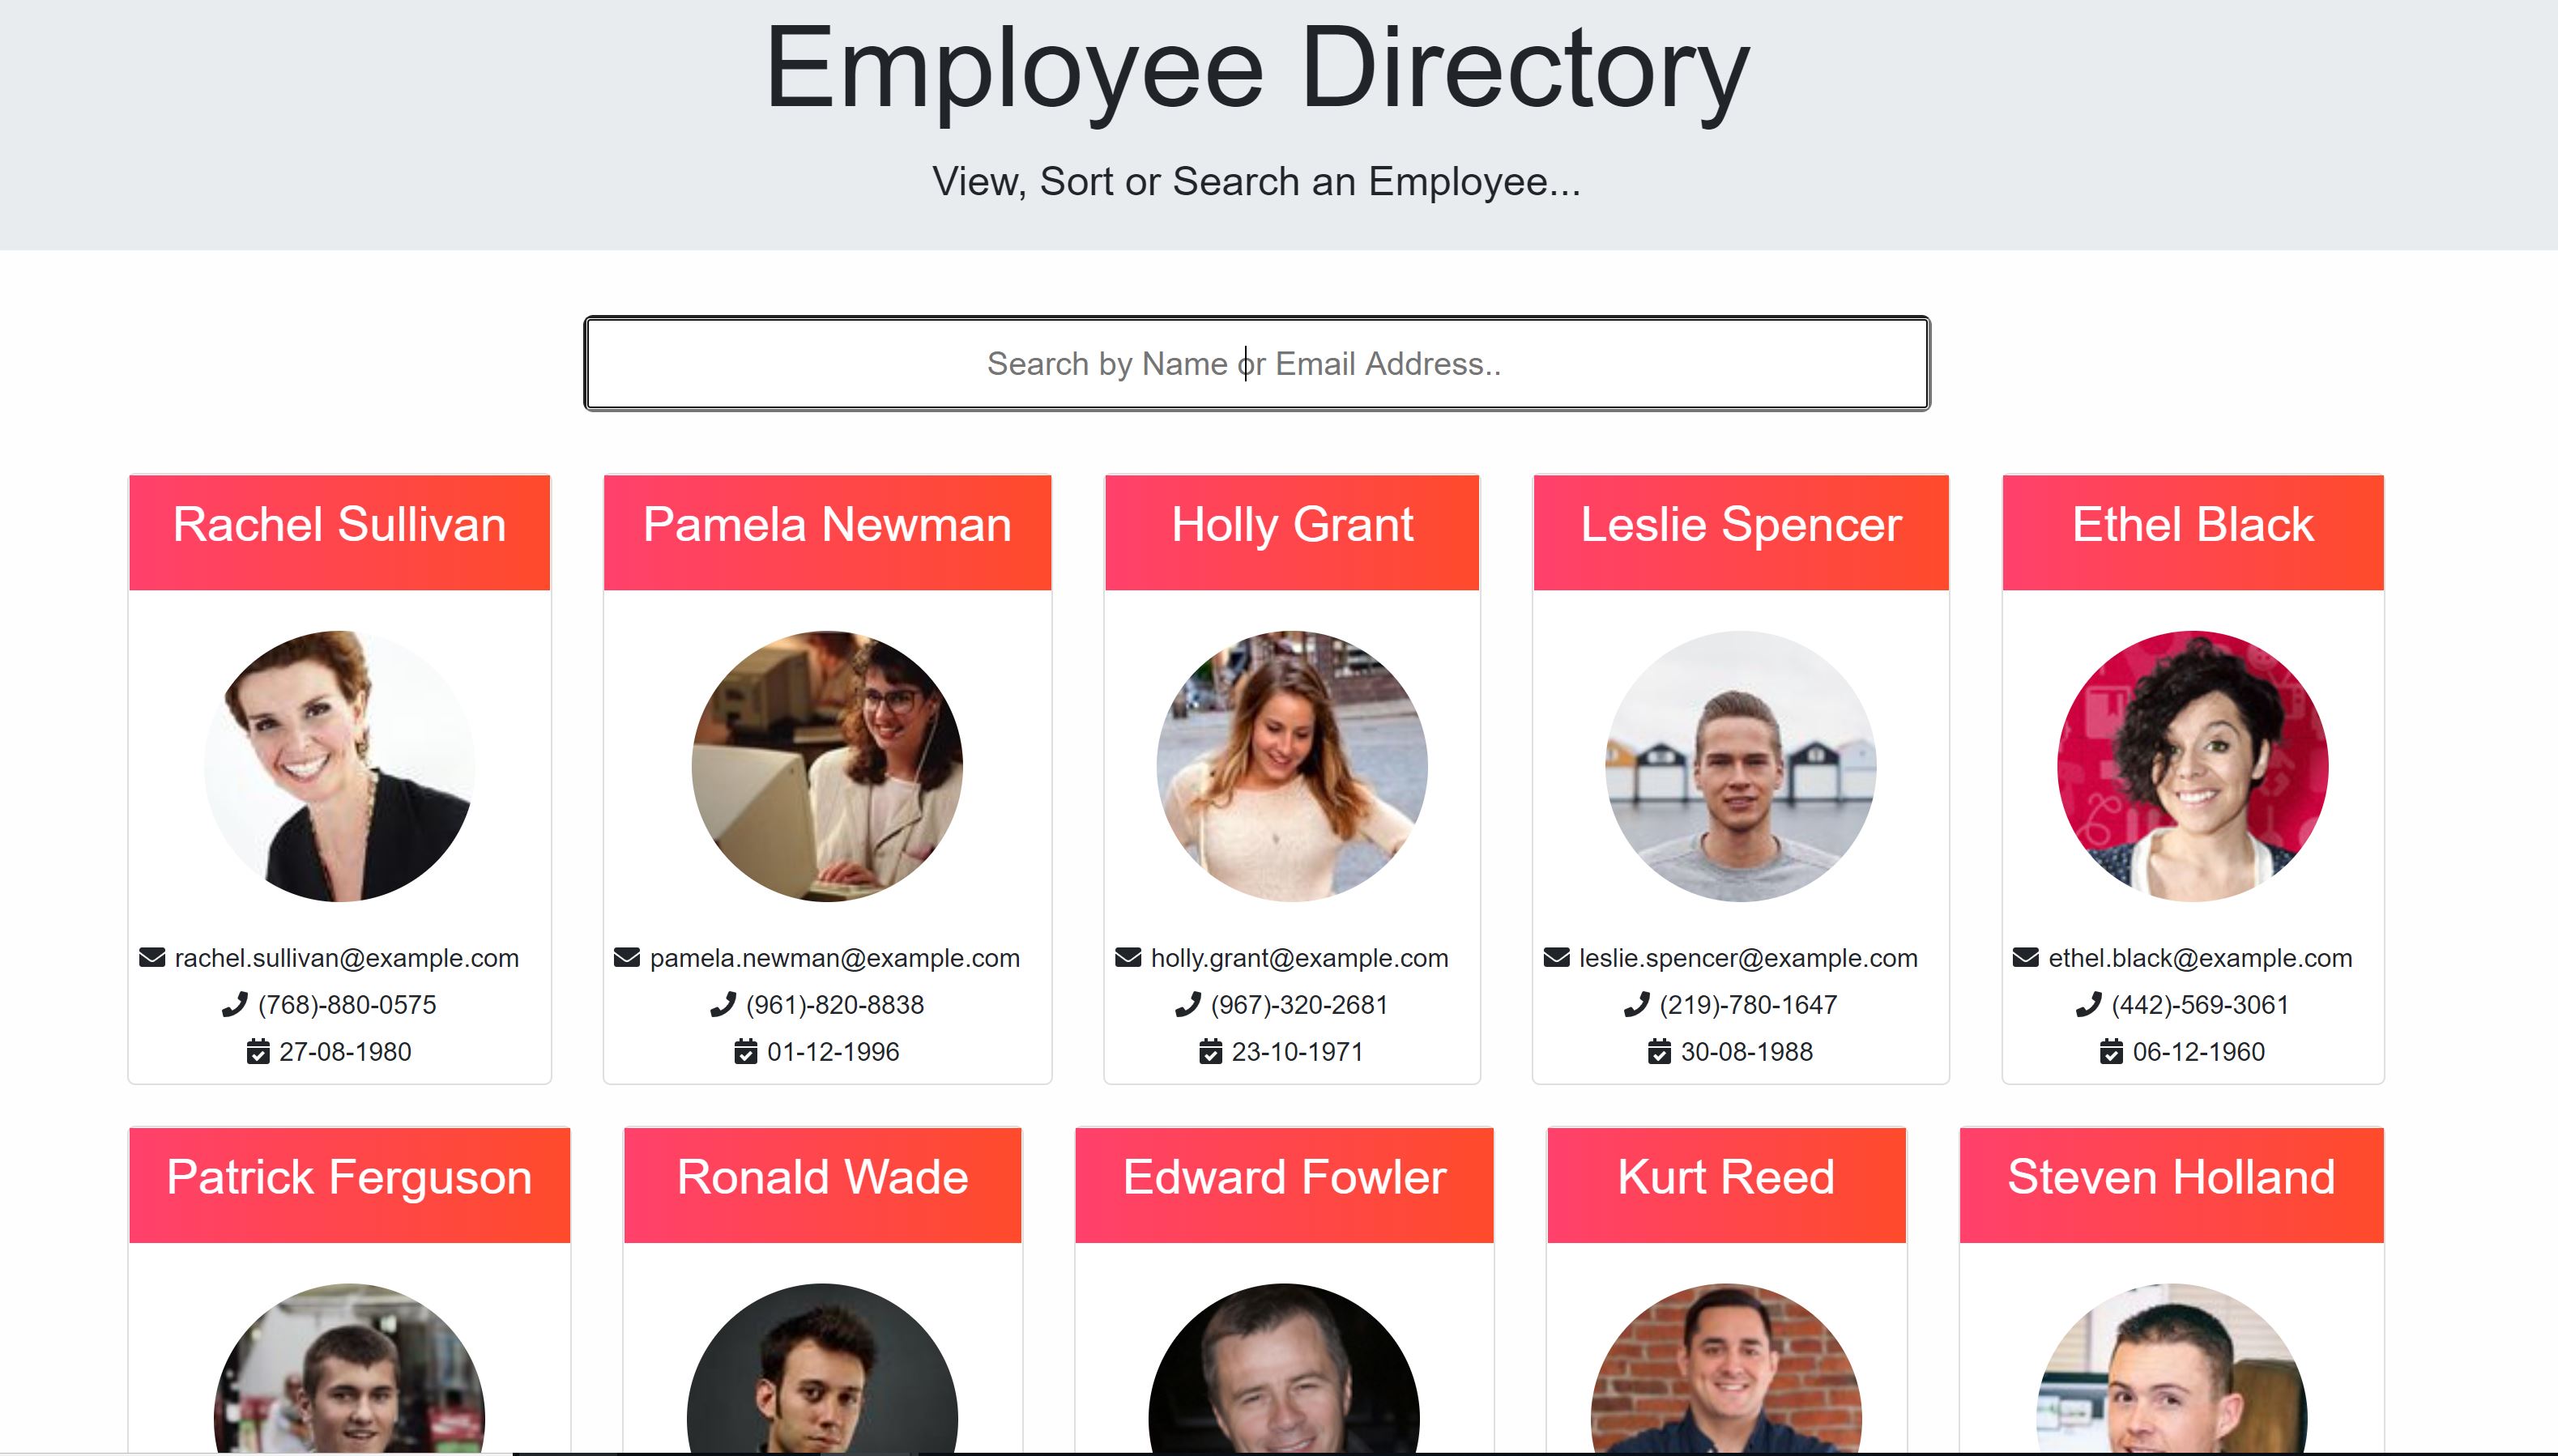 Employee Directory
View, Sort or Search an Employee...
Search by Name or Email Address..
Rachel Sullivan
rachel.sullivan@example.com
(768)-880-0575
27-08-1980
Pamela Newman
pamela.newman@example.com
(961)-820-8838
01-12-1996
Holly Grant
holly.grant@example.com
(967)-320-2681
23-10-1971
Leslie Spencer
leslie.spencer@example.com
(219)-780-1647
30-08-1988
Ethel Black
ethel.black@example.com
(442)-569-3061
06-12-1960
Patrick Ferguson
Ronald Wade
Edward Fowler
Kurt Reed
Steven Holland